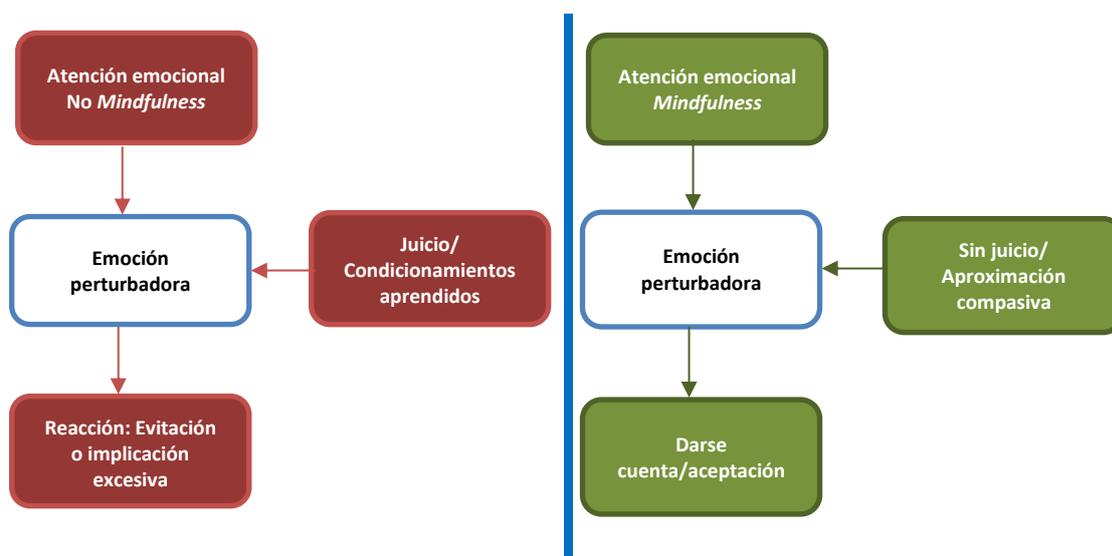 Atención emocional
No Mindfulness
Emoción
perturbadora
Juicio/
Condicionamientos
aprendidos
Reacción: Evitación
o implicación
excesiva
Atención emocional
Mindfulness
Emoción
perturbadora
Sin juicio/
Aproximación
compasiva
Darse
cuenta/aceptación